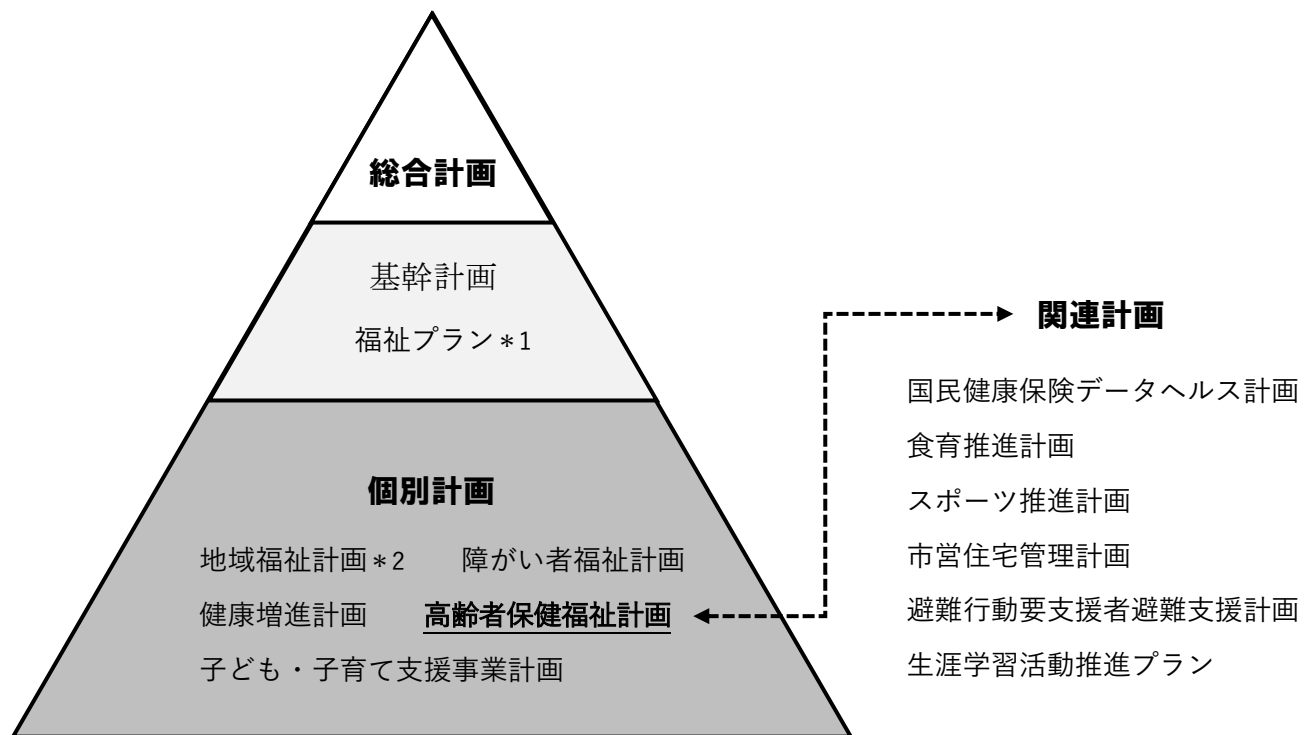 総合計画
基幹計画
福祉プラン＊1
個別計画
地域福祉計画＊2 障がい者福祉計画
健康増進計画 高齢者保健福祉計画
子ども・子育て支援事業計画
関連計画
国民健康保険データヘルス計画
食育推進計画
スポーツ推進計画
市営住宅管理計画
避難行動要支援者避難支援計画
生涯学習活動推進プラン